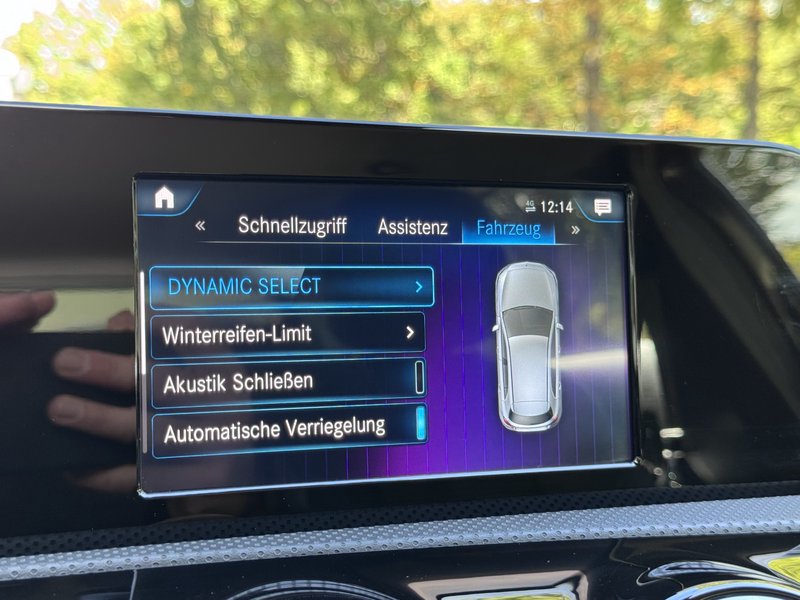 4G 12:14
« Schnellzugriff Assistenz Fahrzeug »
DYNAMIC SELECT >
Winterreifen-Limit >
Akustik Schließen
Automatische Verriegelung